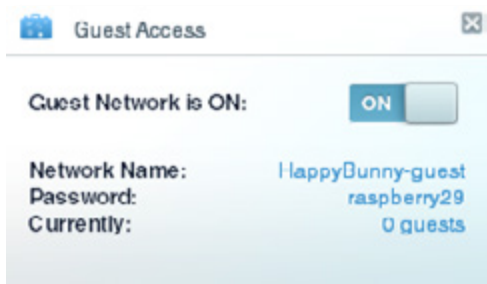 Guest Access
Guest Network is ON: ON
Network Name: HappyBunny-guest
Password: raspberry29
Currently: 0 guests